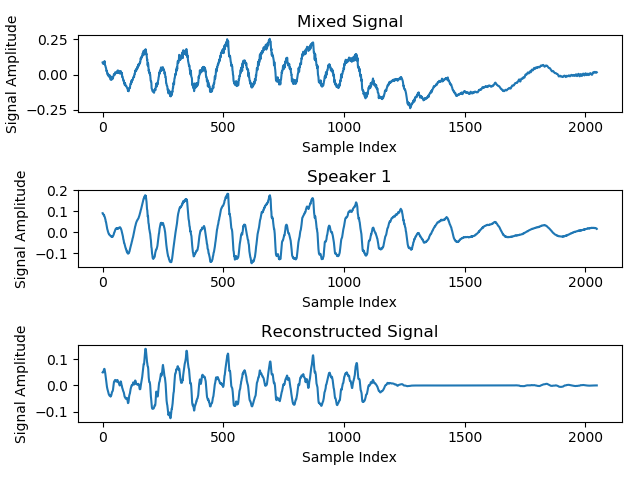 Mixed Signal
Signal Amplitude
0.25
0.00
−0.25
0 500 1000 1500 2000
Sample Index
Speaker 1
Signal Amplitude
0.2
0.1
0.0
−0.1
0 500 1000 1500 2000
Sample Index
Reconstructed Signal
Signal Amplitude
0.1
0.0
−0.1
0 500 1000 1500 2000
Sample Index